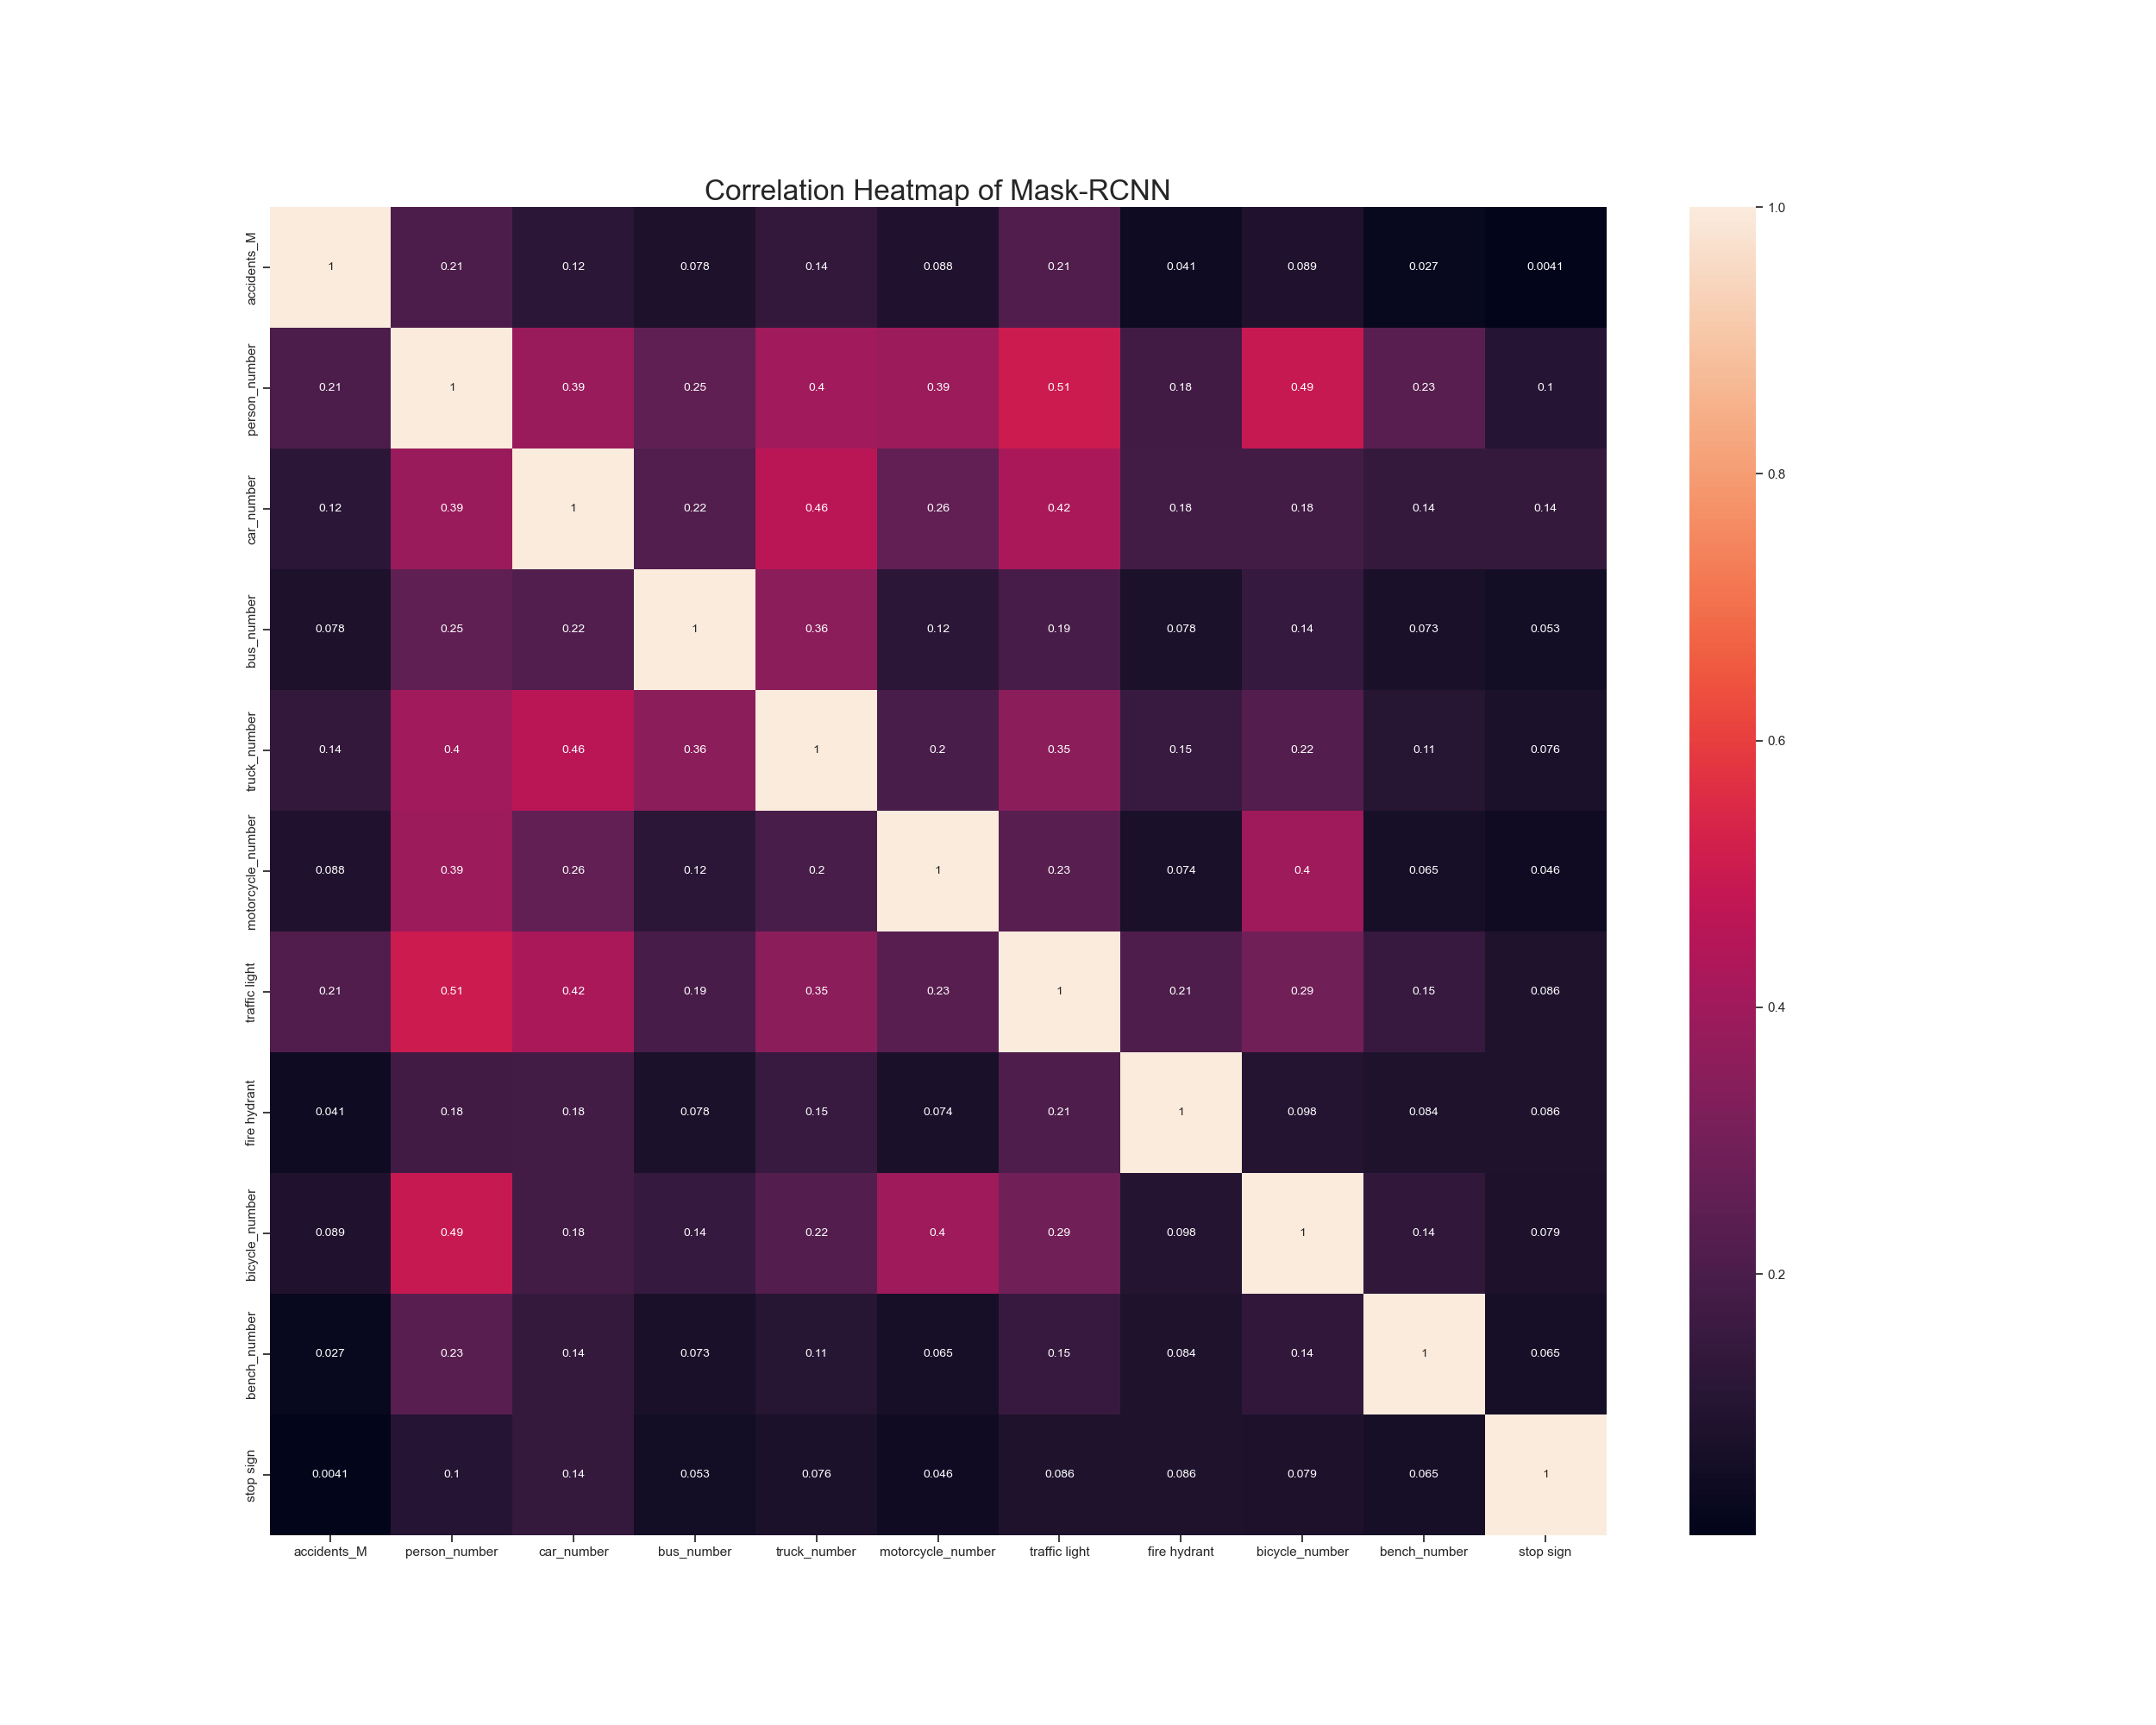 Correlation Heatmap of Mask-RCNN
accidents_M 1 0.21 0.12 0.078 0.14 0.088 0.21 0.041 0.089 0.027 0.0041
person_number 0.21 1 0.39 0.25 0.4 0.39 0.51 0.18 0.49 0.23 0.1
car_number 0.12 0.39 1 0.22 0.46 0.26 0.42 0.18 0.18 0.14 0.14
bus_number 0.078 0.25 0.22 1 0.36 0.12 0.19 0.078 0.14 0.073 0.053
truck_number 0.14 0.4 0.46 0.36 1 0.2 0.35 0.15 0.22 0.11 0.076
motorcycle_number 0.088 0.39 0.26 0.12 0.2 1 0.23 0.074 0.4 0.065 0.046
traffic light 0.21 0.51 0.42 0.19 0.35 0.23 1 0.21 0.29 0.15 0.086
fire hydrant 0.041 0.18 0.18 0.078 0.15 0.074 0.21 1 0.098 0.084 0.086
bicycle_number 0.089 0.49 0.18 0.14 0.22 0.4 0.29 0.098 1 0.14 0.079
bench_number 0.027 0.23 0.14 0.073 0.11 0.065 0.15 0.084 0.14 1 0.065
stop sign 0.0041 0.1 0.14 0.053 0.076 0.046 0.086 0.086 0.079 0.065 1
accidents_M person_number car_number bus_number truck_number motorcycle_number traffic light fire hydrant bicycle_number bench_number stop sign
1.0
0.8
0.6
0.4
0.2